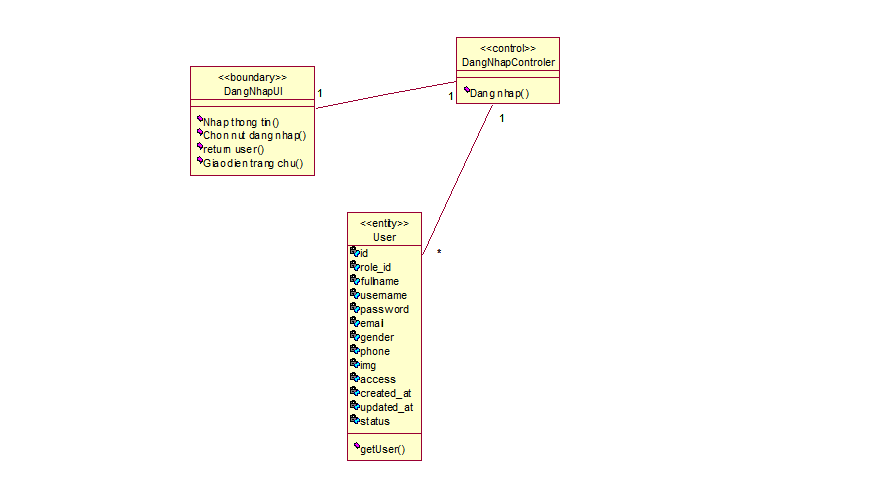 <<boundary>>
DangNhapUI
Nhap thong tin()
Chon nut dang nhap()
return user()
Giao dien trang chu()
1
<<control>>
DangNhapControler
Dang nhap()
1
1
<<entity>>
User
id
role_id
fullname
username
password
email
gender
phone
img
access
created_at
updated_at
status
getUser()
*